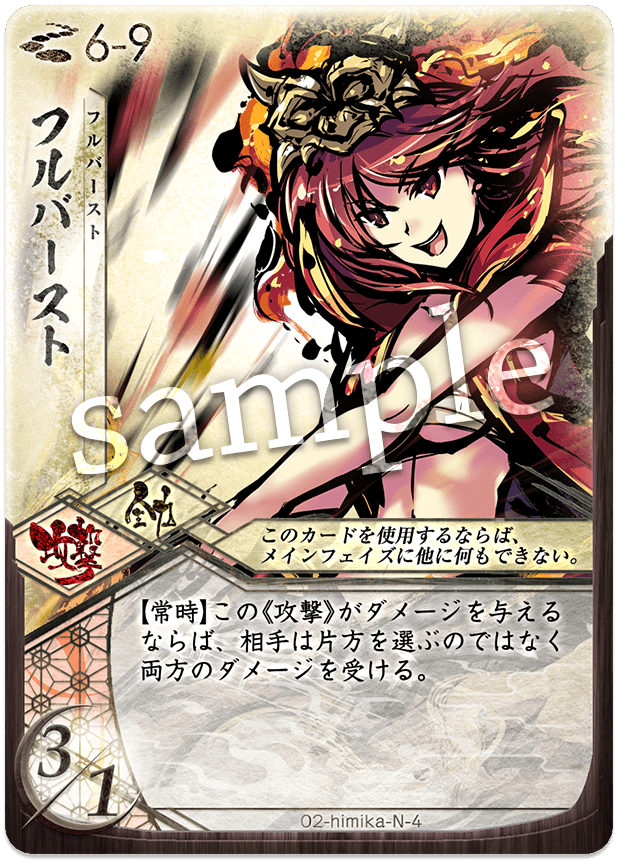 6-9
フルバースト
フルバースト
sample
攻撃
全力
このカードを使用するならば、
メインフェイズに他に何もできない。
【常時】この《攻撃》がダメージを与える
ならば、相手は片方を選ぶのではなく
両方のダメージを受ける。
3/1
02-himika-N-4